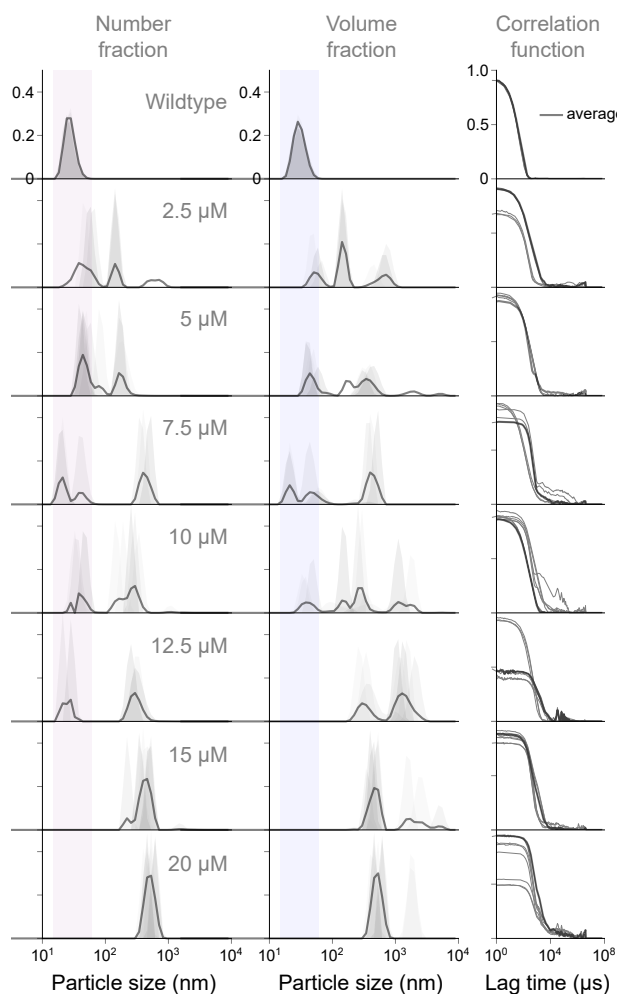 Number fraction
Volume fraction
Correlation function
0.4
0.2
0
Wildtype
0.4
0.2
0
1.0
0.5
0
average
2.5 µM
5 µM
7.5 µM
10 µM
12.5 µM
15 µM
20 µM
10¹ 10² 10³ 10⁴
10¹ 10² 10³ 10⁴
10⁰ 10⁴ 10⁸
Particle size (nm)
Particle size (nm)
Lag time (µs)